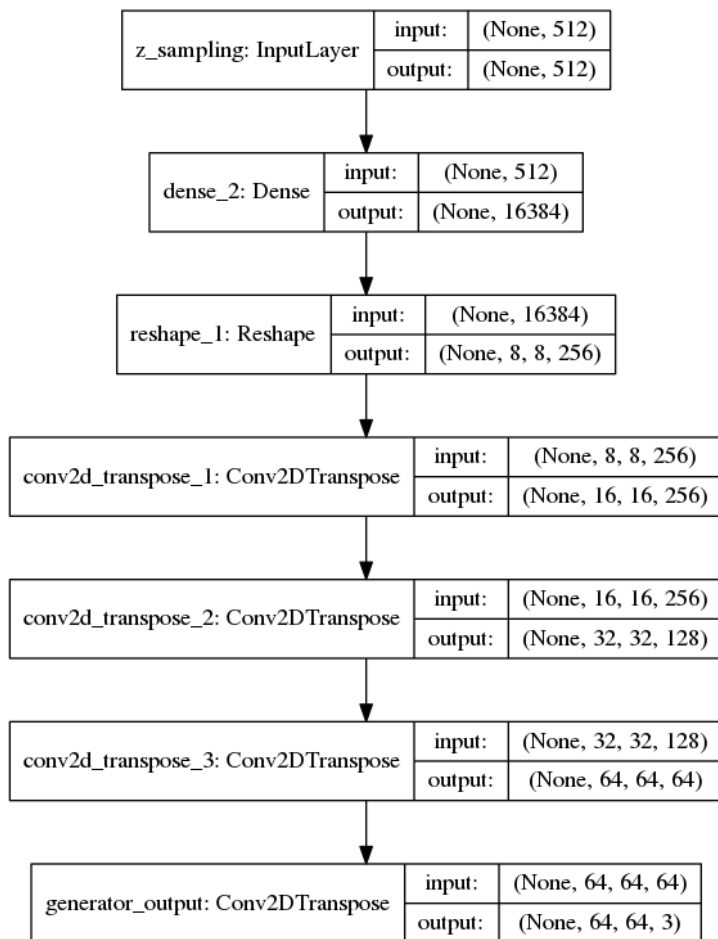 z_sampling: InputLayer input: (None, 512)
output: (None, 512)
dense_2: Dense input: (None, 512)
output: (None, 16384)
reshape_1: Reshape input: (None, 16384)
output: (None, 8, 8, 256)
conv2d_transpose_1: Conv2DTranspose input: (None, 8, 8, 256)
output: (None, 16, 16, 256)
conv2d_transpose_2: Conv2DTranspose input: (None, 16, 16, 256)
output: (None, 32, 32, 128)
conv2d_transpose_3: Conv2DTranspose input: (None, 32, 32, 128)
output: (None, 64, 64, 64)
generator_output: Conv2DTranspose input: (None, 64, 64, 64)
output: (None, 64, 64, 3)